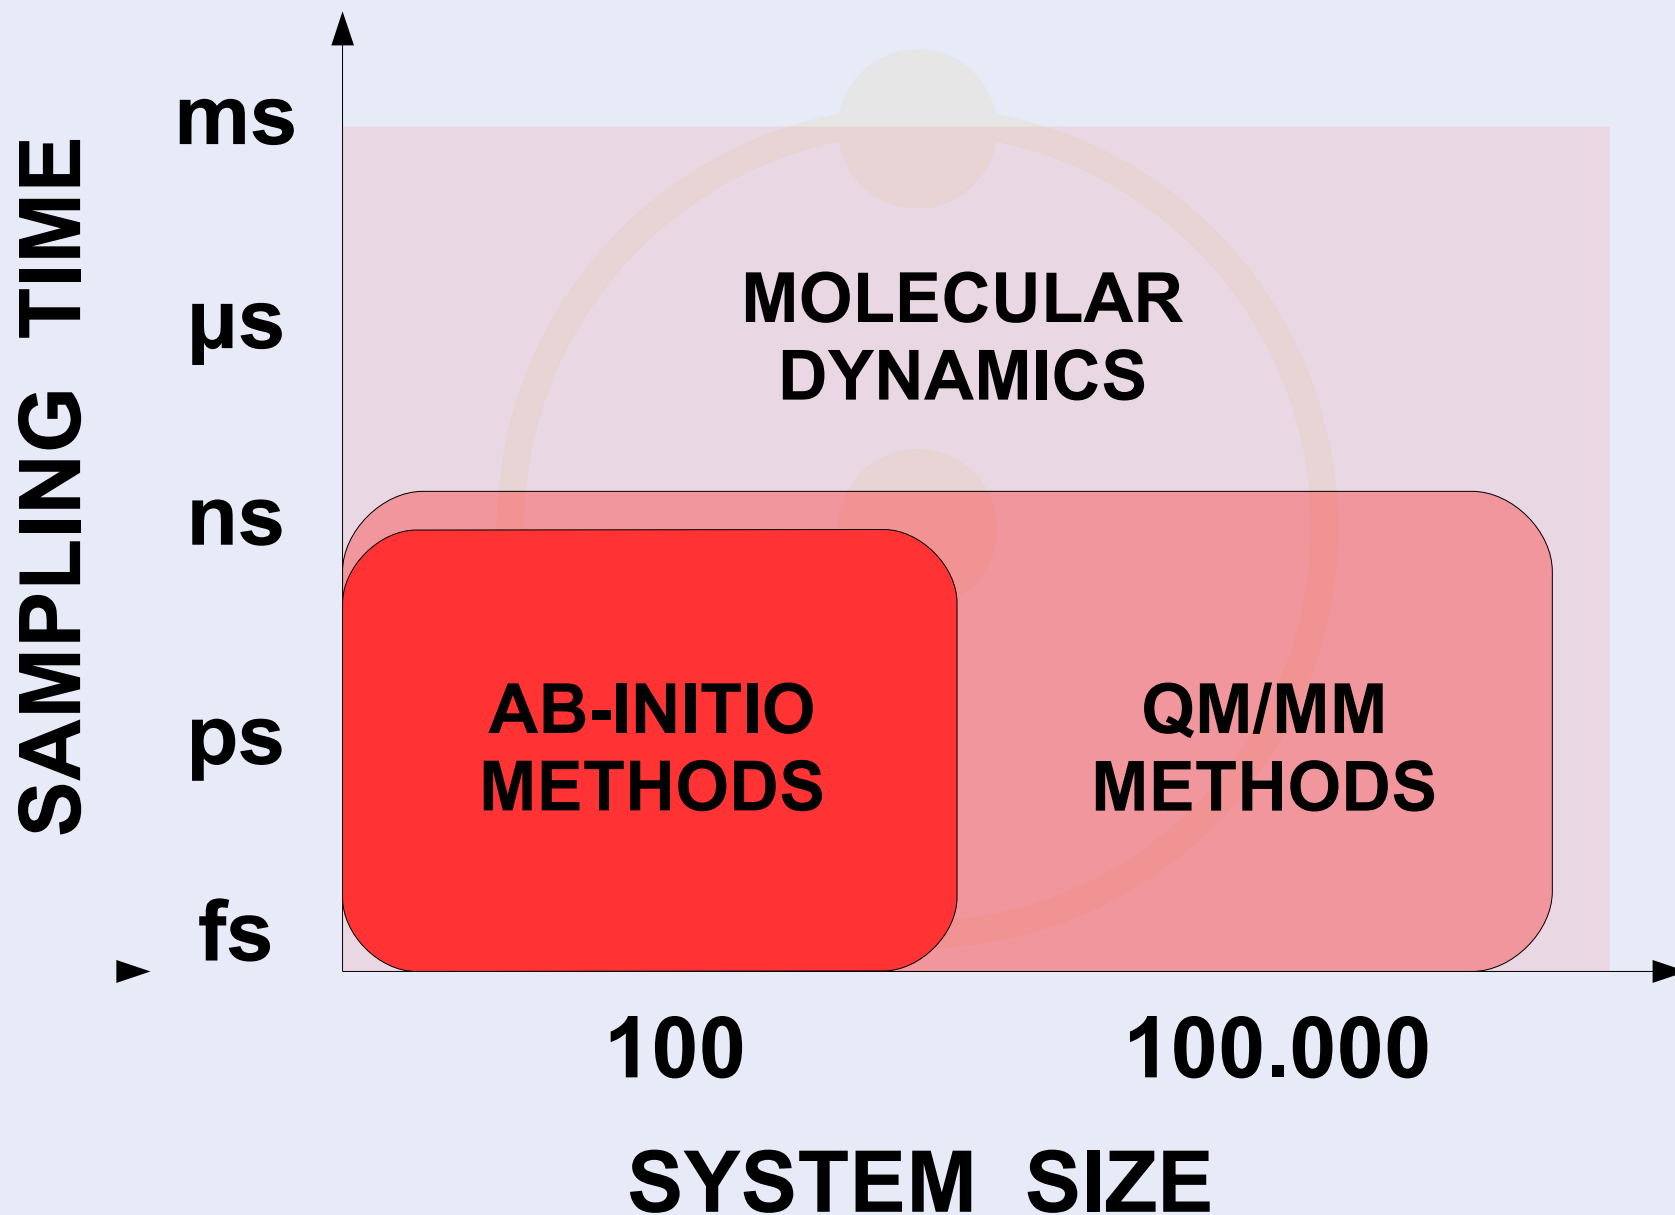 SAMPLING TIME
ms
µs
ns
ps
fs
MOLECULAR
DYNAMICS
AB-INITIO
METHODS
QM/MM
METHODS
100
100.000
SYSTEM SIZE